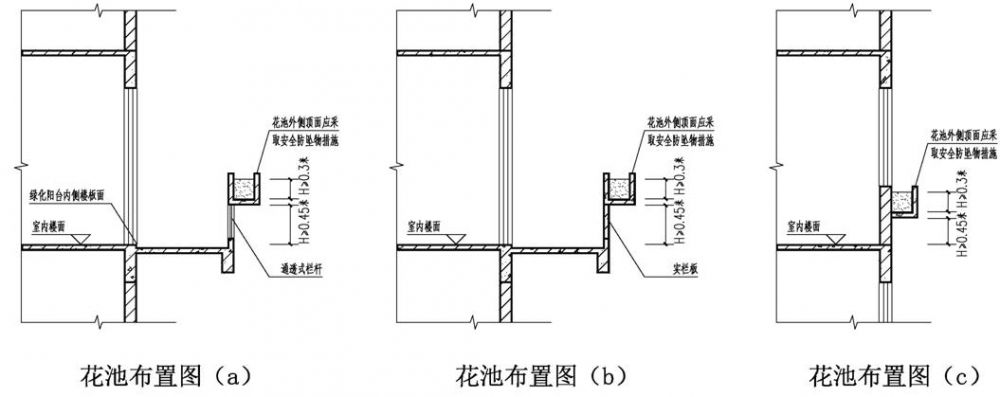 花池外侧顶面应采
取安全防坠物措施
H≥0.3米
H≥0.45米
绿化阳台内侧楼板面
室内楼面
通透式栏杆
花池布置图（a）
花池外侧顶面应采
取安全防坠物措施
H≥0.3米
H≥0.45米
室内楼面
实栏板
花池布置图（b）
花池外侧顶面应采
取安全防坠物措施
H≥0.3米
H≥0.45米
室内楼面
花池布置图（c）